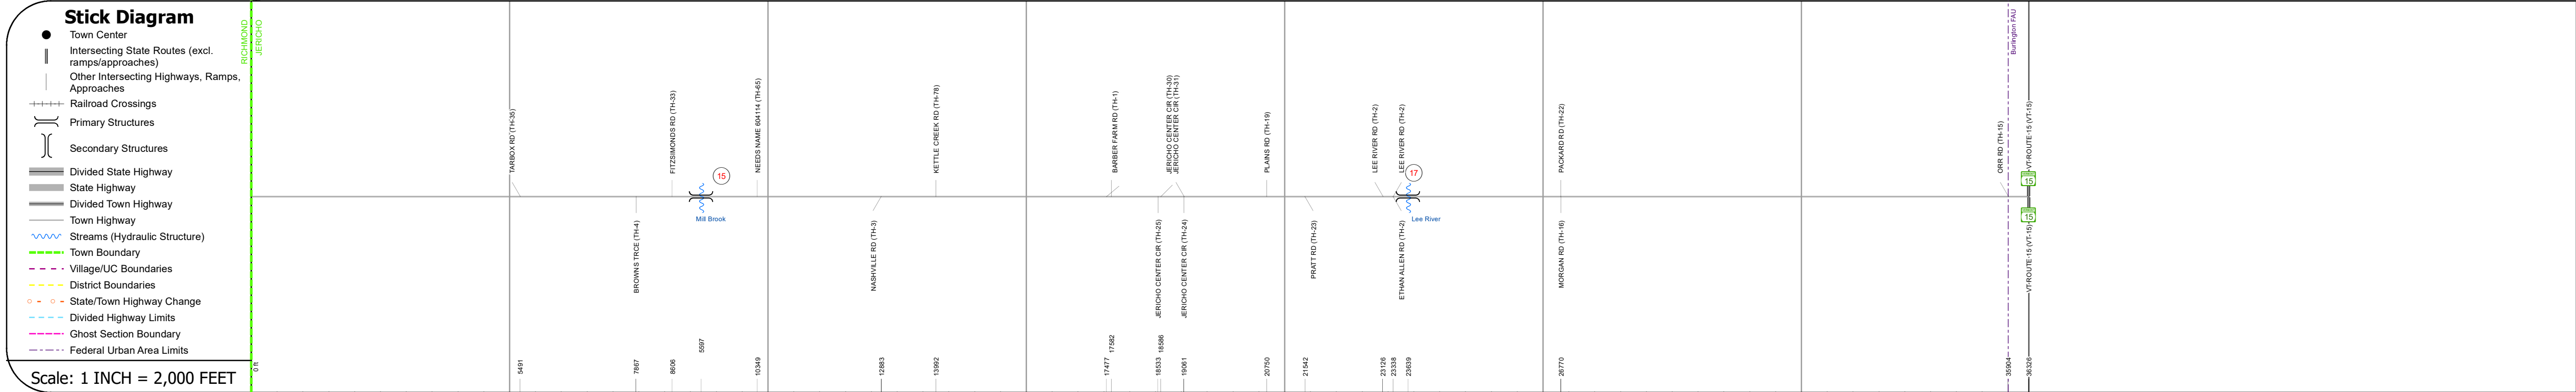 Stick Diagram
Town Center
Intersecting State Routes (excl.
ramps/approaches)
Other Intersecting Highways, Ramps,
Approaches
Railroad Crossings
Primary Structures
Secondary Structures
Divided State Highway
State Highway
Divided Town Highway
Town Highway
Streams (Hydraulic Structure)
Town Boundary
Village/UC Boundaries
District Boundaries
State/Town Highway Change
Divided Highway Limits
Ghost Section Boundary
Federal Urban Area Limits
Scale: 1 INCH = 2,000 FEET
RICHMOND
JERICHO
TARBOX RD (TH-35)
FITZSIMONDS RD (TH-33)
15
NEEDS NAME 604114 (TH-65)
KETTLE CREEK RD (TH-78)
BARBER FARM RD (TH-1)
JERICHO CENTER CIR (TH-30)
JERICHO CENTER CIR (TH-31)
PLAINS RD (TH-19)
LEE RIVER RD (TH-2)
LEE RIVER RD (TH-2)
17
PACKARD RD (TH-22)
ORR RD (TH-15)
Burlington FAU
VT-ROUTE-15 (VT-15)
15
15
BROWNS TRCE (TH-4)
Mill Brook
NASHVILLE RD (TH-3)
JERICHO CENTER CIR (TH-25)
JERICHO CENTER CIR (TH-24)
PRATT RD (TH-23)
ETHAN ALLEN RD (TH-2)
Lee River
MORGAN RD (TH-16)
VT-ROUTE-15 (VT-15)
0 ft
5491
7867
8606
5597
10349
12883
13992
17477
17582
18533
18586
19061
20750
21542
23126
23338
23639
26770
35904
36326